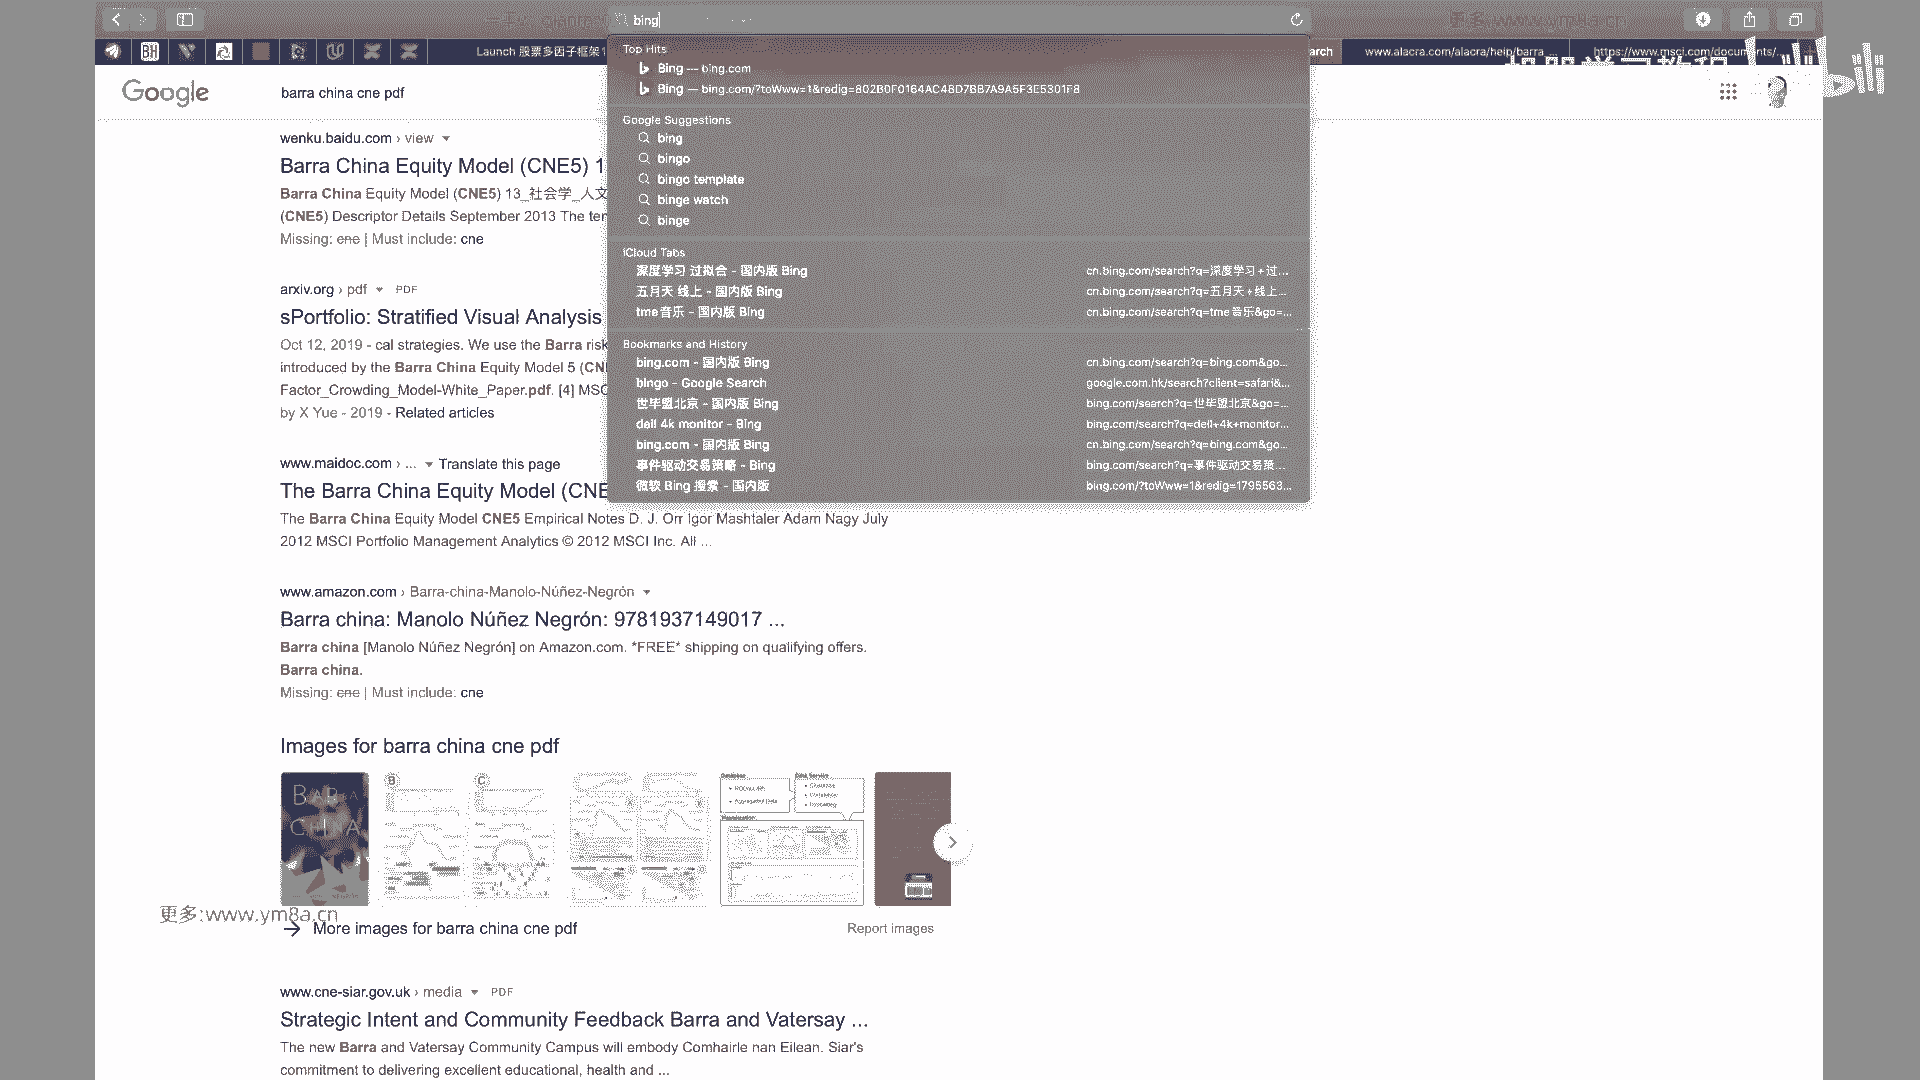 bing
更多:www.ym8a.cn
Launch 股票多因子框架1
arch
www.alacra.com/alacra/help/barra ...
https://www.msci.com/documents/...
bilibili
Top Hits
Bing — bing.com
Bing — bing.com/?toWww=1&redig=802B0F0164AC48D7BB7A9A5F3E5301F8
Google Suggestions
bing
bingo
bingo template
binge watch
binge
iCloud Tabs
深度学习 过拟合 - 国内版 Bing
cn.bing.com/search?q=深度学习+过...
五月天 线上 - 国内版 Bing
cn.bing.com/search?q=五月天+线上...
tme音乐 - 国内版 Bing
cn.bing.com/search?q=tme音乐&go=...
Bookmarks and History
bing.com - 国内版 Bing
cn.bing.com/search?q=bing.com&go...
bingo - Google Search
google.com.hk/search?client=safari&...
世毕盟北京 - 国内版 Bing
bing.com/search?q=世毕盟北京&go=...
dell 4k monitor - Bing
bing.com/search?q=dell+4k+monitor...
bing.com - 国内版 Bing
cn.bing.com/search?q=bing.com&go...
事件驱动交易策略 - Bing
bing.com/search?q=事件驱动交易策...
微软 Bing 搜索 - 国内版
bing.com/?toWww=1&redig=1795563...
Google
barra china cne pdf
wenku.baidu.com › view
Barra China Equity Model (CNE5) 1
Barra China Equity Model (CNE5) 13_社会学_人文
(CNE5) Descriptor Details September 2013 The ter
Missing: cne | Must include: cne
arxiv.org › pdf PDF
sPortfolio: Stratified Visual Analysis
Oct 12, 2019 - cal strategies. We use the Barra risk
introduced by the Barra China Equity Model 5 (CN
Factor_Crowding_Model-White_Paper.pdf. [4] MSC
by X Yue - 2019 - Related articles
www.maidoc.com › ... Translate this page
The Barra China Equity Model (CNE
The Barra China Equity Model CNE5 Empirical Notes D. J. Orr Igor Mashtaler Adam Nagy July
2012 MSCI Portfolio Management Analytics © 2012 MSCI Inc. All ...
www.amazon.com › Barra-china-Manolo-Núñez-Negrón
Barra china: Manolo Núñez Negrón: 9781937149017 ...
Barra china [Manolo Núñez Negrón] on Amazon.com. *FREE* shipping on qualifying offers.
Barra china.
Missing: cne | Must include: cne
Images for barra china cne pdf
BARRA
CHINA
B
C
更多:www.ym8a.cn
More images for barra china cne pdf
Report images
www.cne-siar.gov.uk › media PDF
Strategic Intent and Community Feedback Barra and Vatersay ...
The new Barra and Vatersay Community Campus will embody Comhairle nan Eilean. Siar's
commitment to delivering excellent educational, health and ...